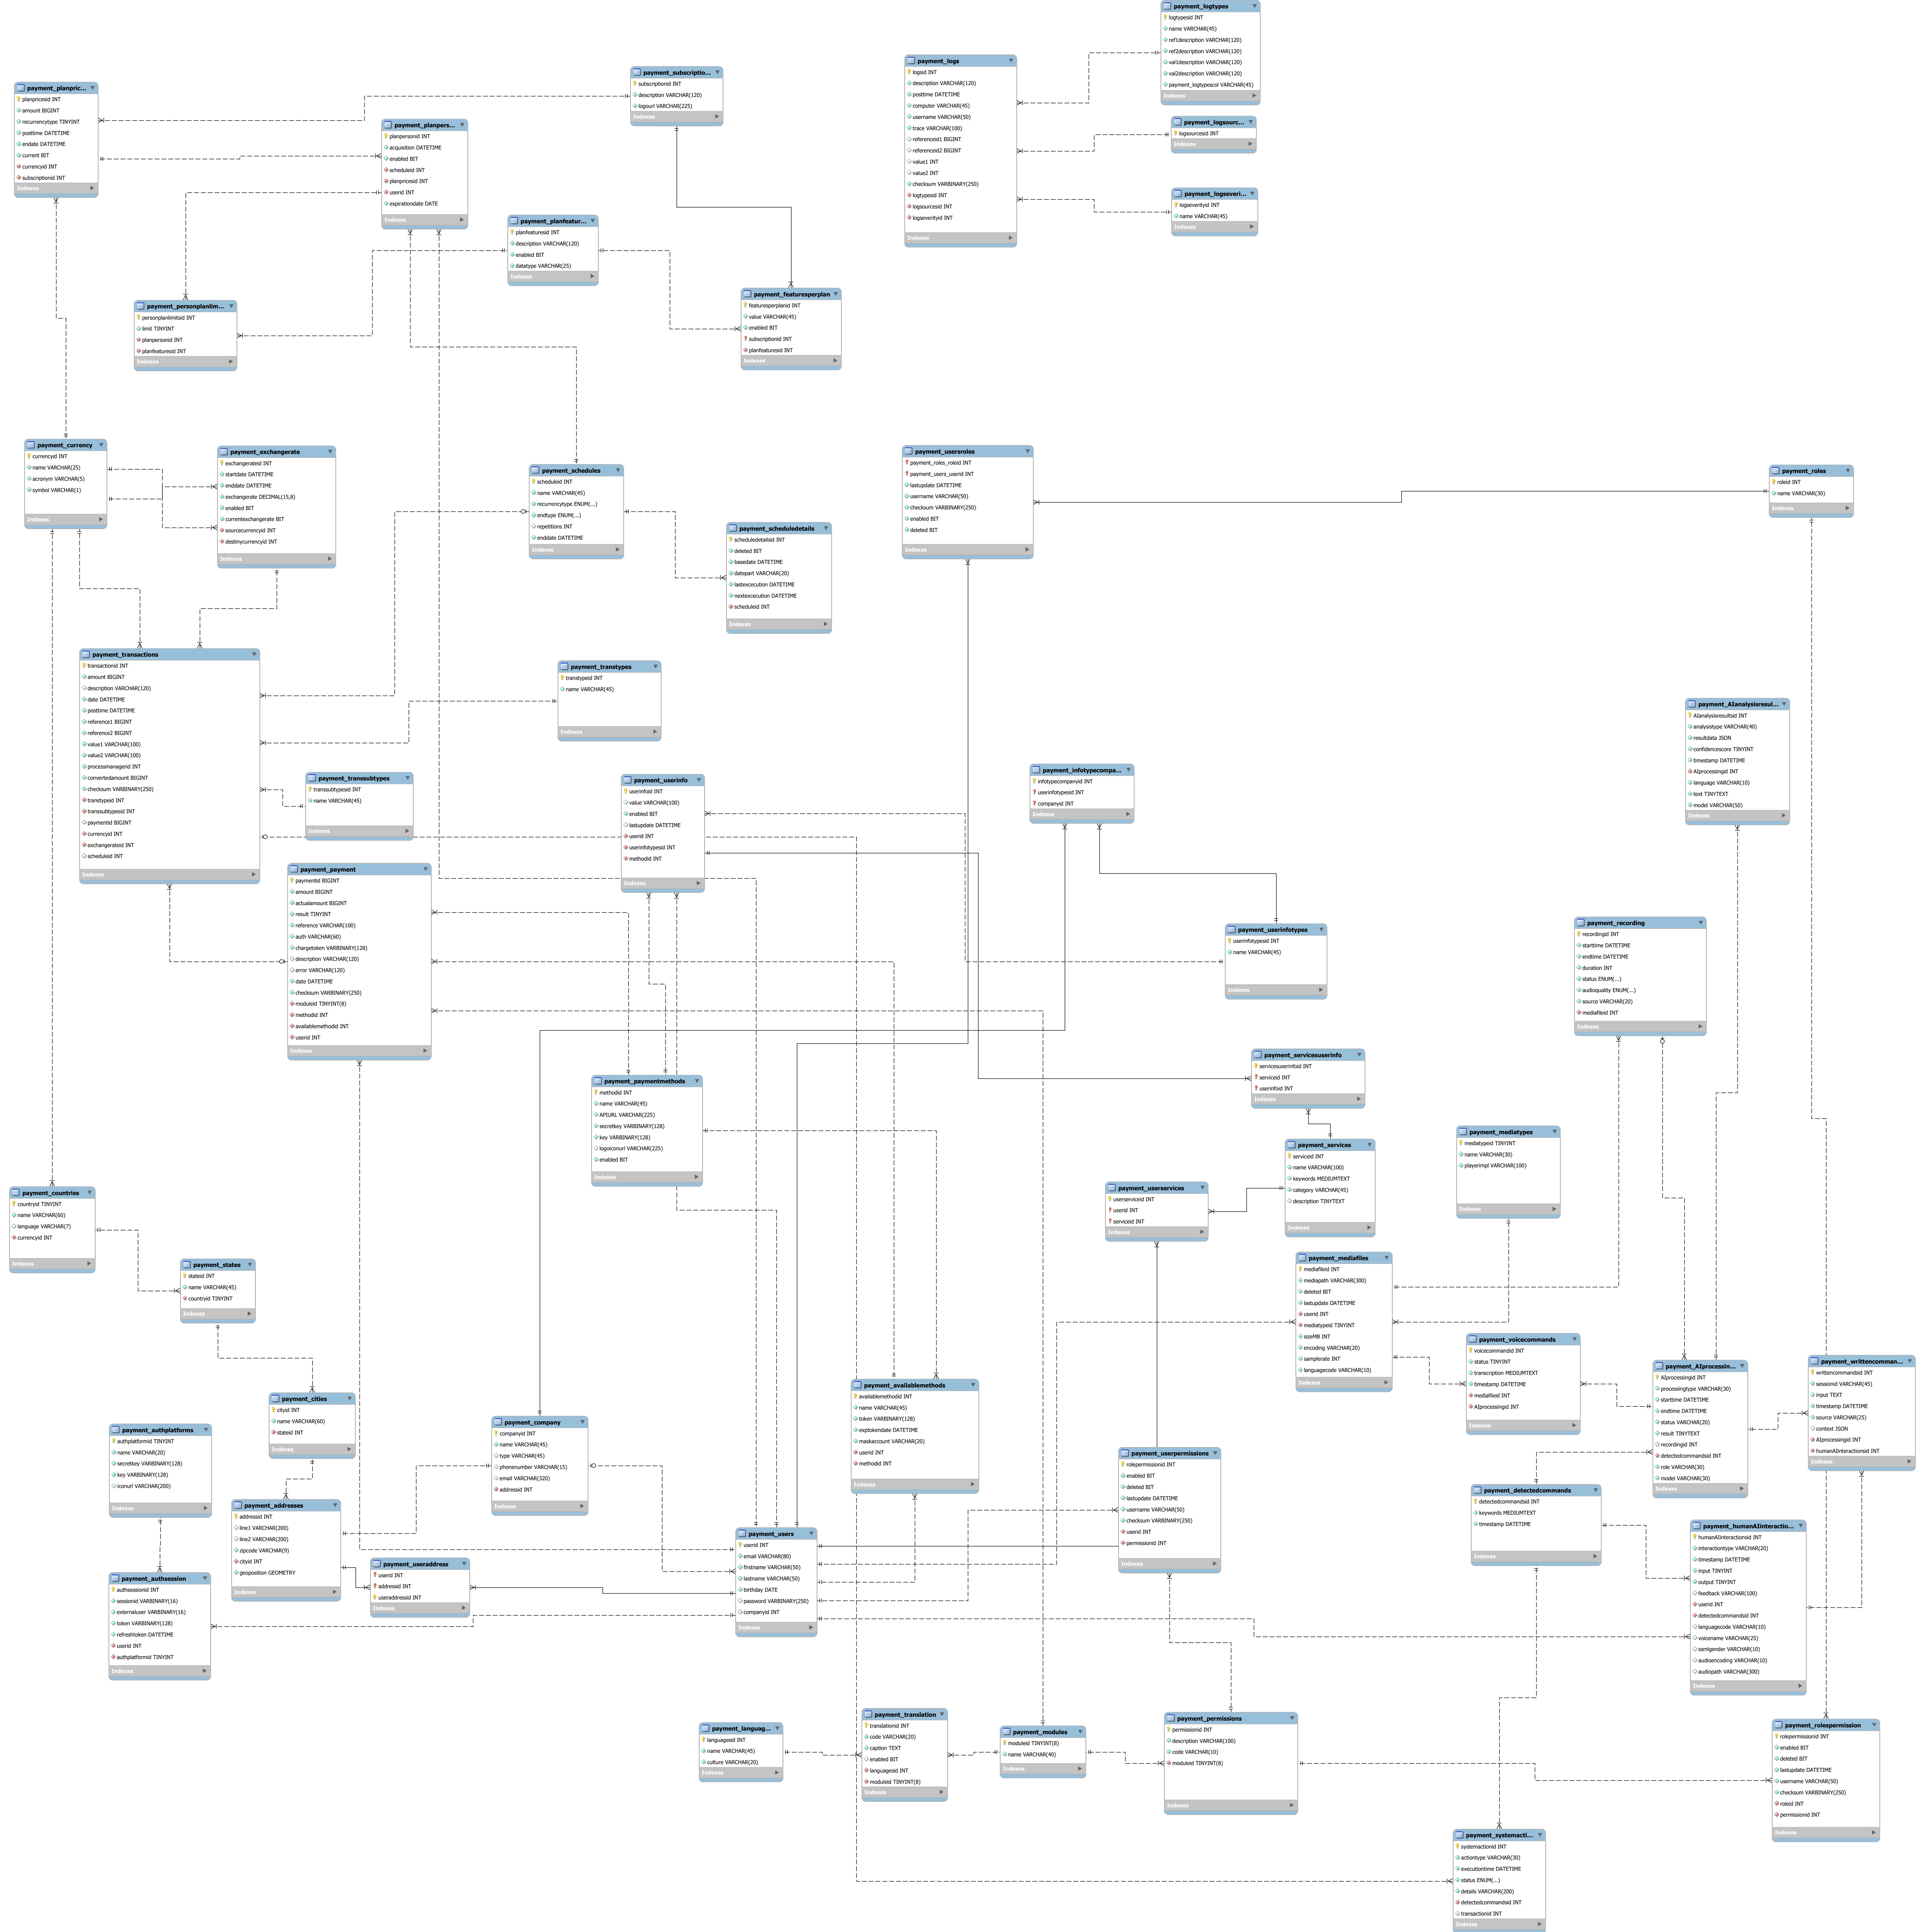 payment_logtypes
logtypesid INT
name VARCHAR(45)
ref1description VARCHAR(120)
ref2description VARCHAR(120)
val1description VARCHAR(120)
val2description VARCHAR(120)
payment_logtypescol VARCHAR(45)
Indexes
payment_logs
logsid INT
description VARCHAR(120)
posttime DATETIME
computer VARCHAR(45)
username VARCHAR(50)
trace VARCHAR(100)
referenceid1 BIGINT
referenceid2 BIGINT
value1 INT
value2 INT
checksum VARBINARY(250)
logtypesid INT
logsourcesid INT
logseverityid INT
Indexes
payment_logsourc...
logsourcesid INT
Indexes
payment_logseveri...
logseverityid INT
name VARCHAR(45)
Indexes
payment_subscriptio...
subscriptionid INT
description VARCHAR(120)
logourl VARCHAR(225)
Indexes
payment_planpric...
planpricesid INT
amount BIGINT
recurrencytype TINYINT
posttime DATETIME
endate DATETIME
current BIT
currencyid INT
subscriptionid INT
Indexes
payment_planpers...
planpersonid INT
acquisition DATETIME
enabled BIT
scheduleid INT
planpricesid INT
userid INT
expirationdate DATE
Indexes
payment_planfeatur...
planfeaturesid INT
description VARCHAR(120)
enabled BIT
datatype VARCHAR(25)
Indexes
payment_featuresperplan
featuresperplanid INT
value VARCHAR(45)
enabled BIT
subscriptionid INT
planfeaturesid INT
Indexes
payment_personplanlim...
personplanlimitsid INT
limit TINYINT
planpersonid INT
planfeaturesid INT
Indexes
payment_currency
currencyid INT
name VARCHAR(25)
acronym VARCHAR(5)
symbol VARCHAR(1)
Indexes
payment_exchangerate
exchangerateid INT
startdate DATETIME
enddate DATETIME
exchangerate DECIMAL(15,8)
enabled BIT
currentexchangerate BIT
sourcecurrencyid INT
destinycurrencyid INT
Indexes
payment_schedules
scheduleid INT
name VARCHAR(45)
recurrencytype ENUM(...)
endtype ENUM(...)
repetitions INT
enddate DATETIME
Indexes
payment_scheduledetails
scheduledetailsid INT
deleted BIT
basedate DATETIME
datepart VARCHAR(20)
lastexcecution DATETIME
nextexcecution DATETIME
scheduleid INT
Indexes
payment_usersroles
payment_roles_roleid INT
payment_users_userid INT
lastupdate DATETIME
username VARCHAR(50)
checksum VARBINARY(250)
enabled BIT
deleted BIT
Indexes
payment_roles
roleid INT
name VARCHAR(30)
Indexes
payment_transactions
transactionid INT
amount BIGINT
description VARCHAR(120)
date DATETIME
posttime DATETIME
reference1 BIGINT
reference2 BIGINT
value1 VARCHAR(100)
value2 VARCHAR(100)
processmanagerid INT
convertedamount BIGINT
checksum VARBINARY(250)
transtypeid INT
transsubtypesid INT
paymentid BIGINT
currencyid INT
exchangerateid INT
scheduleid INT
Indexes
payment_transtypes
transtypeid INT
name VARCHAR(45)
Indexes
payment_transsubtypes
transsubtypesid INT
name VARCHAR(45)
Indexes
payment_userinfo
userinfoid INT
value VARCHAR(100)
enabled BIT
lastupdate DATETIME
userid INT
userinfotypesid INT
methodid INT
Indexes
payment_infotypecompa...
infotypecompanyid INT
userinfotypesid INT
companyid INT
Indexes
payment_AIanalysisresul...
AIanalysisresultsid INT
analysistype VARCHAR(40)
resultdata JSON
confidencescore TINYINT
timestamp DATETIME
AIprocessingid INT
language VARCHAR(10)
text TINYTEXT
model VARCHAR(50)
Indexes
payment_payment
paymentid BIGINT
amount BIGINT
actualamount BIGINT
result TINYINT
reference VARCHAR(100)
auth VARCHAR(60)
chargetoken VARBINARY(128)
description VARCHAR(120)
error VARCHAR(120)
date DATETIME
checksum VARBINARY(250)
moduleid TINYINT(8)
methodid INT
availablemethodid INT
userid INT
Indexes
payment_userinfotypes
userinfotypesid INT
name VARCHAR(45)
Indexes
payment_recording
recordingid INT
starttime DATETIME
endtime DATETIME
duration INT
status ENUM(...)
audioquality ENUM(...)
source VARCHAR(20)
mediafileid INT
Indexes
payment_paymentmethods
methodid INT
name VARCHAR(45)
APIURL VARCHAR(225)
secretkey VARBINARY(128)
key VARBINARY(128)
logoiconurl VARCHAR(225)
enabled BIT
Indexes
payment_servicesuserinfo
servicesuserinfoid INT
serviceid INT
userinfoid INT
Indexes
payment_services
serviceid INT
name VARCHAR(100)
keywords MEDIUMTEXT
category VARCHAR(45)
description TINYTEXT
Indexes
payment_mediatypes
mediatypeid TINYINT
name VARCHAR(30)
playerimpl VARCHAR(100)
Indexes
payment_userservices
userserviceid INT
userid INT
serviceid INT
Indexes
payment_countries
countryid TINYINT
name VARCHAR(60)
language VARCHAR(7)
currencyid INT
Indexes
payment_states
stateid INT
name VARCHAR(45)
countryid TINYINT
Indexes
payment_mediafiles
mediafileid INT
mediapath VARCHAR(300)
deleted BIT
lastupdate DATETIME
userid INT
mediatypeid TINYINT
sizeMB INT
encoding VARCHAR(20)
samplerate INT
languagecode VARCHAR(10)
Indexes
payment_voicecommands
voicecommandid INT
status TINYINT
transcription MEDIUMTEXT
timestamp DATETIME
mediafileid INT
AIprocessingid INT
Indexes
payment_AIprocessin...
AIprocessingid INT
processingtype VARCHAR(30)
starttime DATETIME
endtime DATETIME
status VARCHAR(20)
result TINYTEXT
recordingid INT
detectedcommandsid INT
role VARCHAR(30)
model VARCHAR(30)
Indexes
payment_writtencomman...
writtencommandsid INT
sessionid VARCHAR(45)
input TEXT
timestamp DATETIME
source VARCHAR(25)
context JSON
AIprocessingid INT
humanAIinteractionsid INT
Indexes
payment_cities
cityid INT
name VARCHAR(60)
stateid INT
Indexes
payment_availablemethods
availablemethodid INT
name VARCHAR(45)
token VARBINARY(128)
exptokendate DATETIME
maskaccount VARCHAR(20)
userid INT
methodid INT
Indexes
payment_company
companyid INT
name VARCHAR(45)
type VARCHAR(45)
phonenumber VARCHAR(15)
email VARCHAR(320)
addressid INT
Indexes
payment_authplatforms
authplatformid TINYINT
name VARCHAR(20)
secretkey VARBINARY(128)
key VARBINARY(128)
iconurl VARCHAR(200)
Indexes
payment_userpermissions
rolepermissionid INT
enabled BIT
deleted BIT
lastupdate DATETIME
username VARCHAR(50)
checksum VARBINARY(250)
userid INT
permissionid INT
Indexes
payment_detectedcommands
detectedcommandsid INT
keywords MEDIUMTEXT
timestamp DATETIME
Indexes
payment_addresses
addressid INT
line1 VARCHAR(200)
line2 VARCHAR(200)
zipcode VARCHAR(9)
cityid INT
geoposition GEOMETRY
Indexes
payment_humanAIinteractio...
humanAIinteractionsid INT
interactiontype VARCHAR(20)
timestamp DATETIME
input TINYINT
output TINYINT
feedback VARCHAR(100)
userid INT
detectedcommandsid INT
languagecode VARCHAR(10)
voicename VARCHAR(25)
ssmlgender VARCHAR(10)
audioencoding VARCHAR(10)
audiopath VARCHAR(300)
Indexes
payment_users
userid INT
email VARCHAR(80)
firstname VARCHAR(50)
lastname VARCHAR(50)
birthday DATE
password VARBINARY(250)
companyid INT
Indexes
payment_useraddress
userid INT
addressid INT
useraddressid INT
Indexes
payment_authsession
authsessionid INT
sessionid VARBINARY(16)
externaluser VARBINARY(16)
token VARBINARY(128)
refreshtoken DATETIME
userid INT
authplatformid TINYINT
Indexes
payment_languag...
languagesid INT
name VARCHAR(45)
culture VARCHAR(20)
Indexes
payment_translation
translationid INT
code VARCHAR(20)
caption TEXT
enabled BIT
languagesid INT
moduleid TINYINT(8)
Indexes
payment_modules
moduleid TINYINT(8)
name VARCHAR(40)
Indexes
payment_permissions
permissionid INT
description VARCHAR(100)
code VARCHAR(10)
moduleid TINYINT(8)
Indexes
payment_rolespermission
rolepermissionid INT
enabled BIT
deleted BIT
lastupdate DATETIME
username VARCHAR(50)
checksum VARBINARY(250)
roleid INT
permissionid INT
Indexes
payment_systemacti...
systemactionid INT
actiontype VARCHAR(30)
executiontime DATETIME
status ENUM(...)
details VARCHAR(200)
detectedcommandsid INT
transactionid INT
Indexes